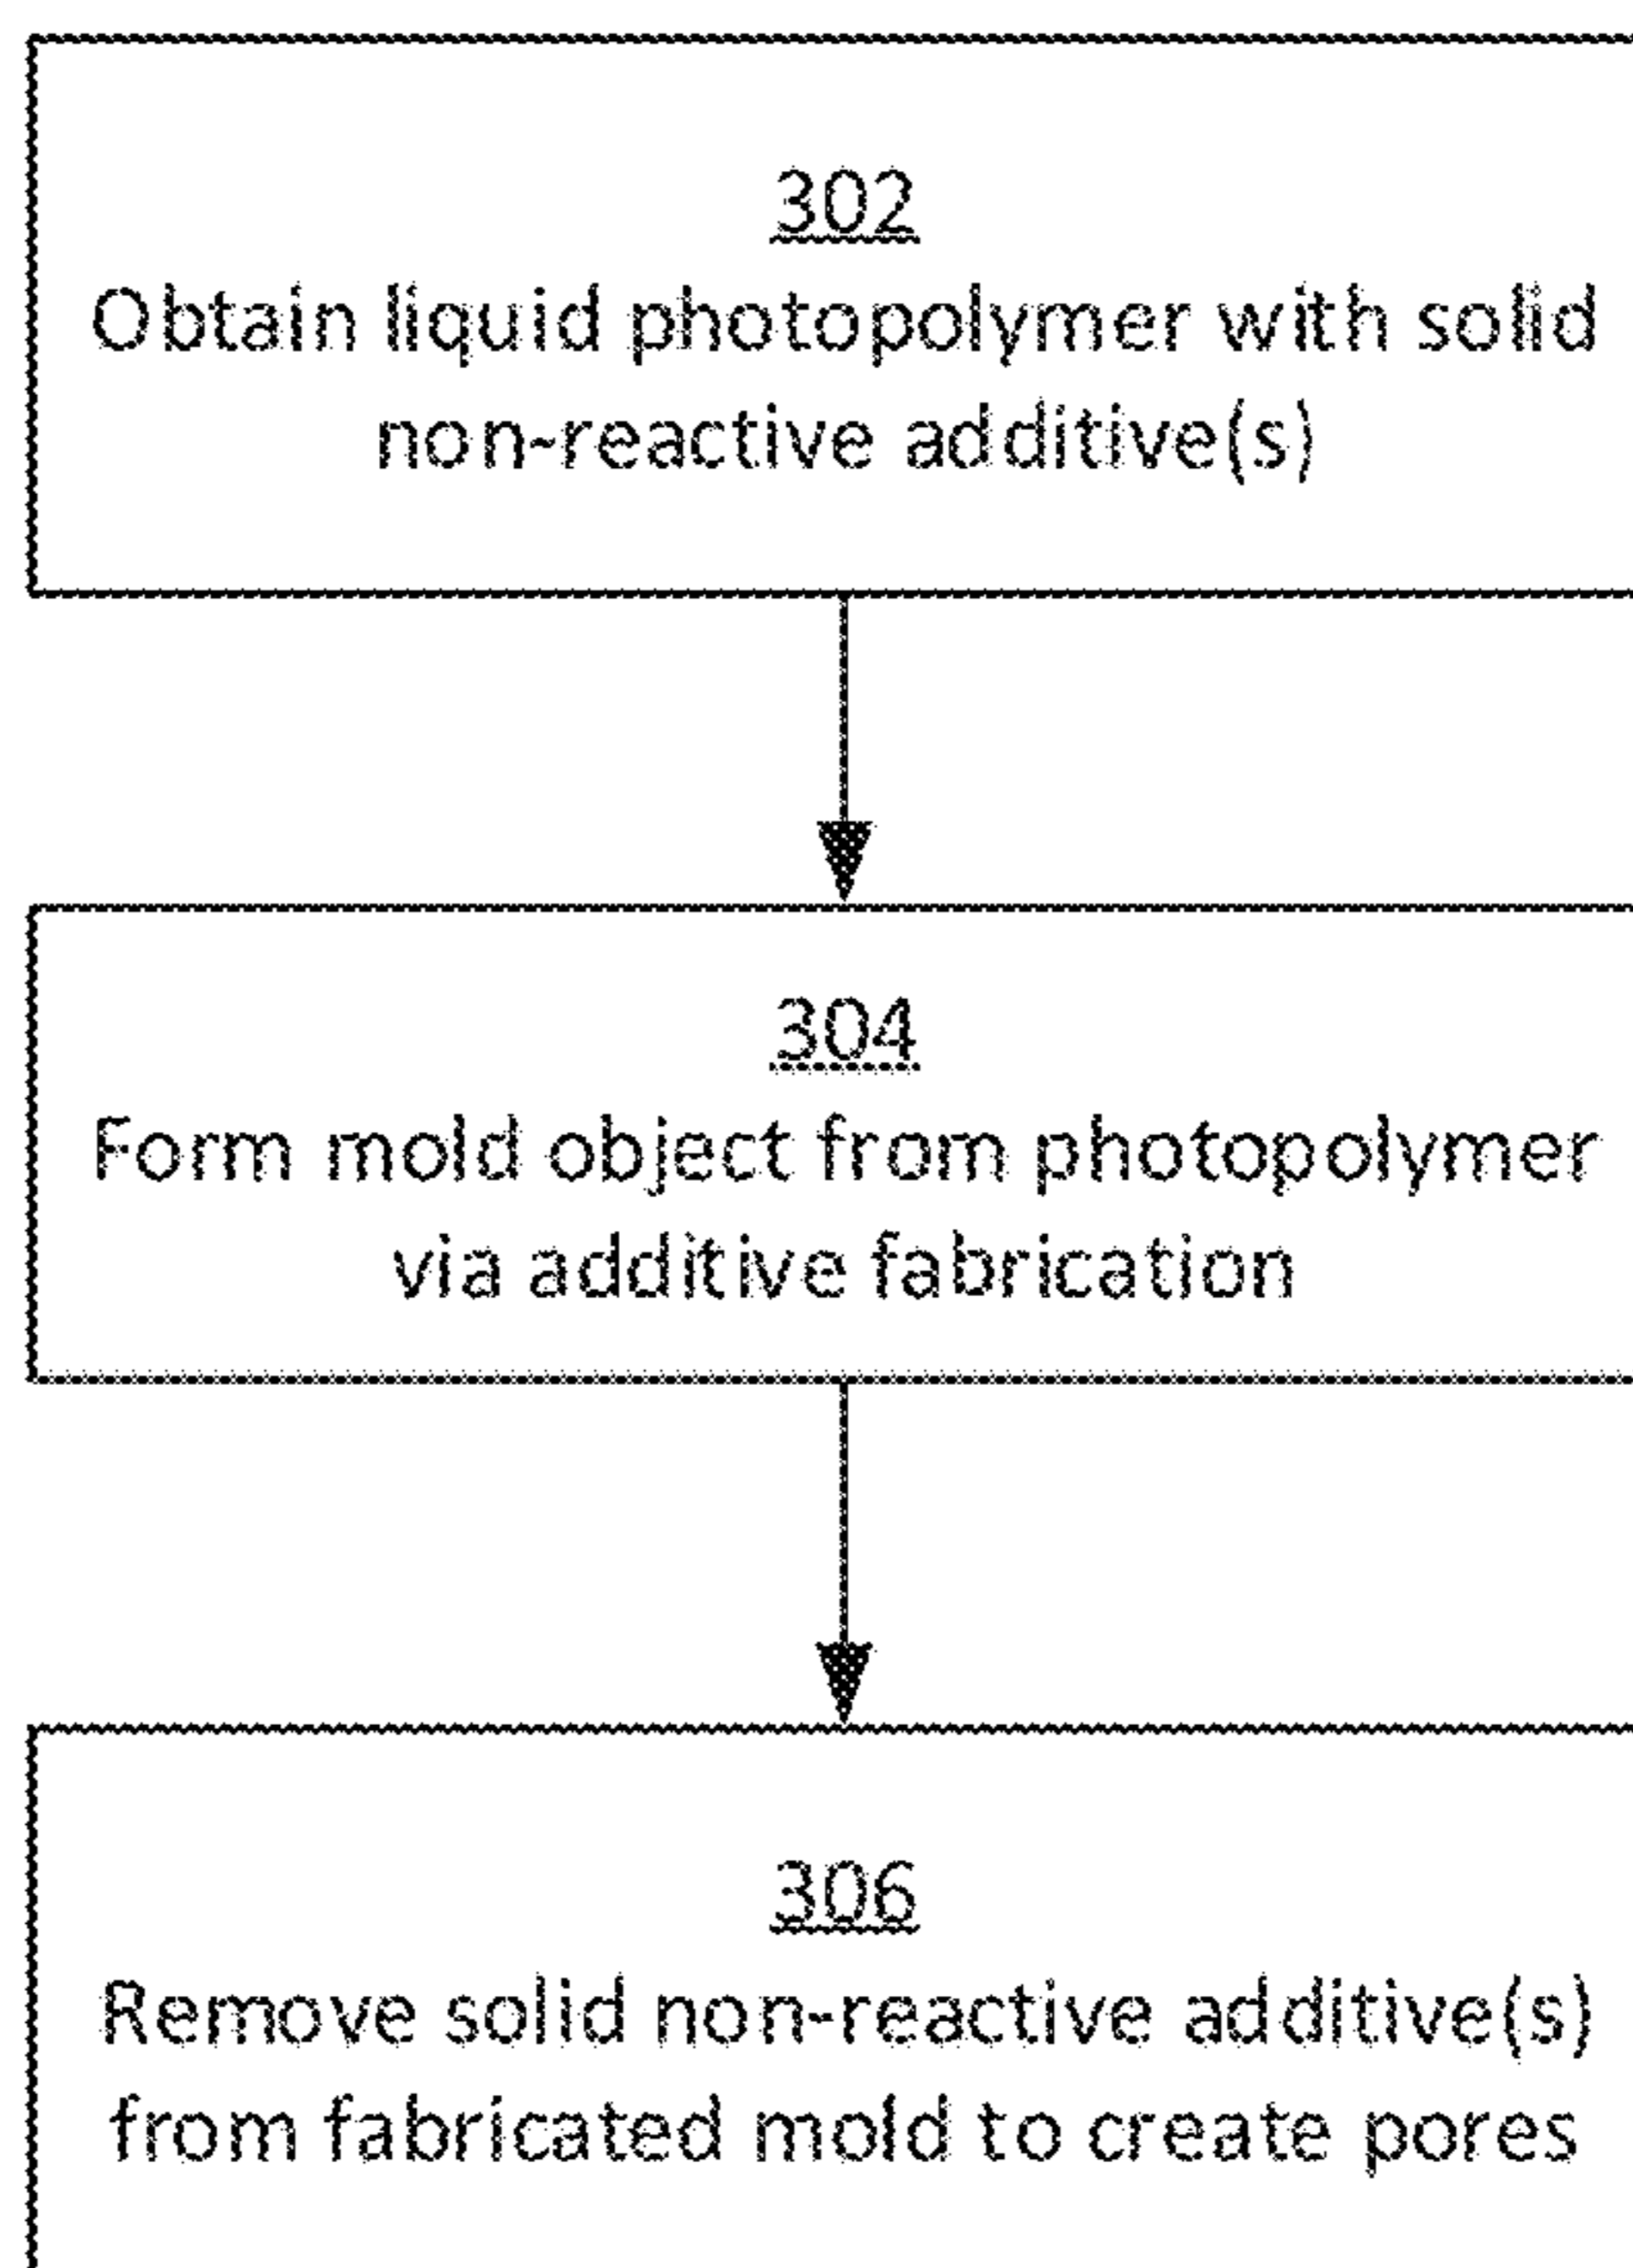 302
Obtain liquid photopolymer with solid
non-reactive additive(s)
304
Form mold object from photopolymer
via additive fabrication
306
Remove solid non-reactive additive(s)
from fabricated mold to create pores